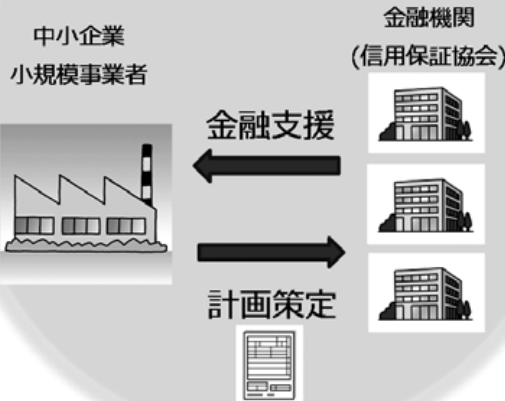 中小企業
小規模事業者
金融機関
(信用保証協会)
金融支援
計画策定